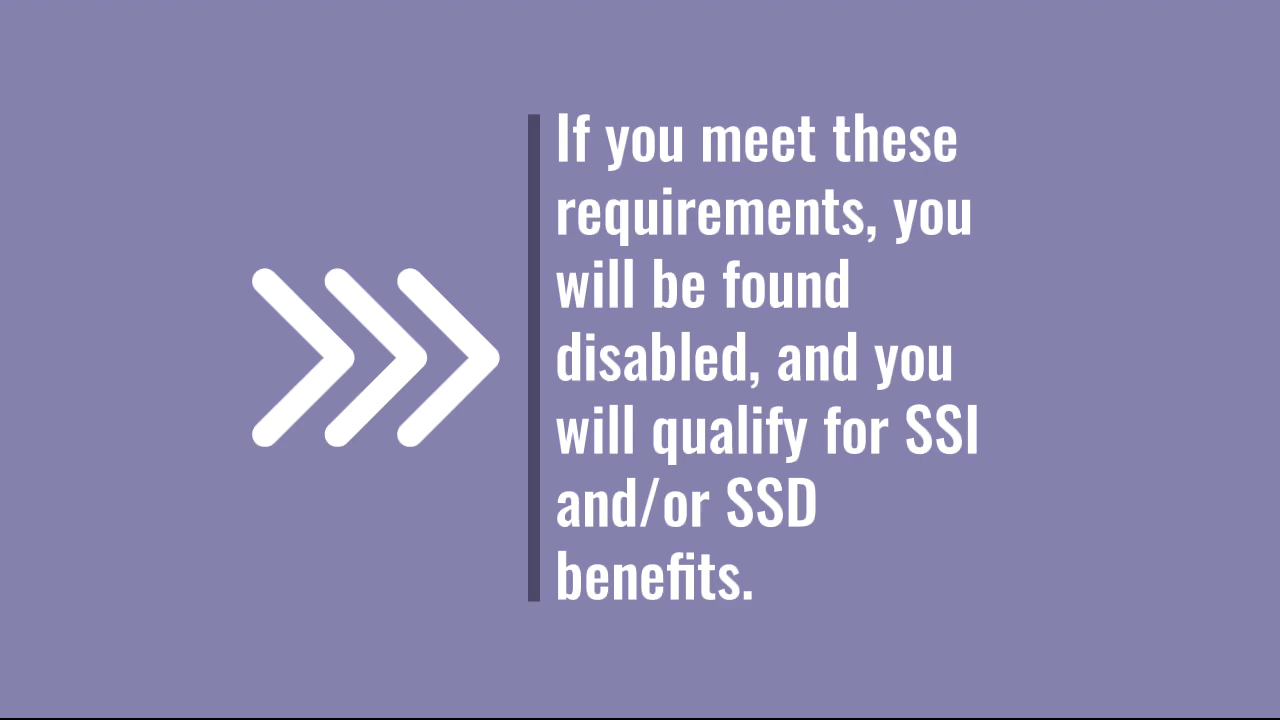 If you meet these
requirements, you
will be found
disabled, and you
will qualify for SSI
and/or SSD
benefits.